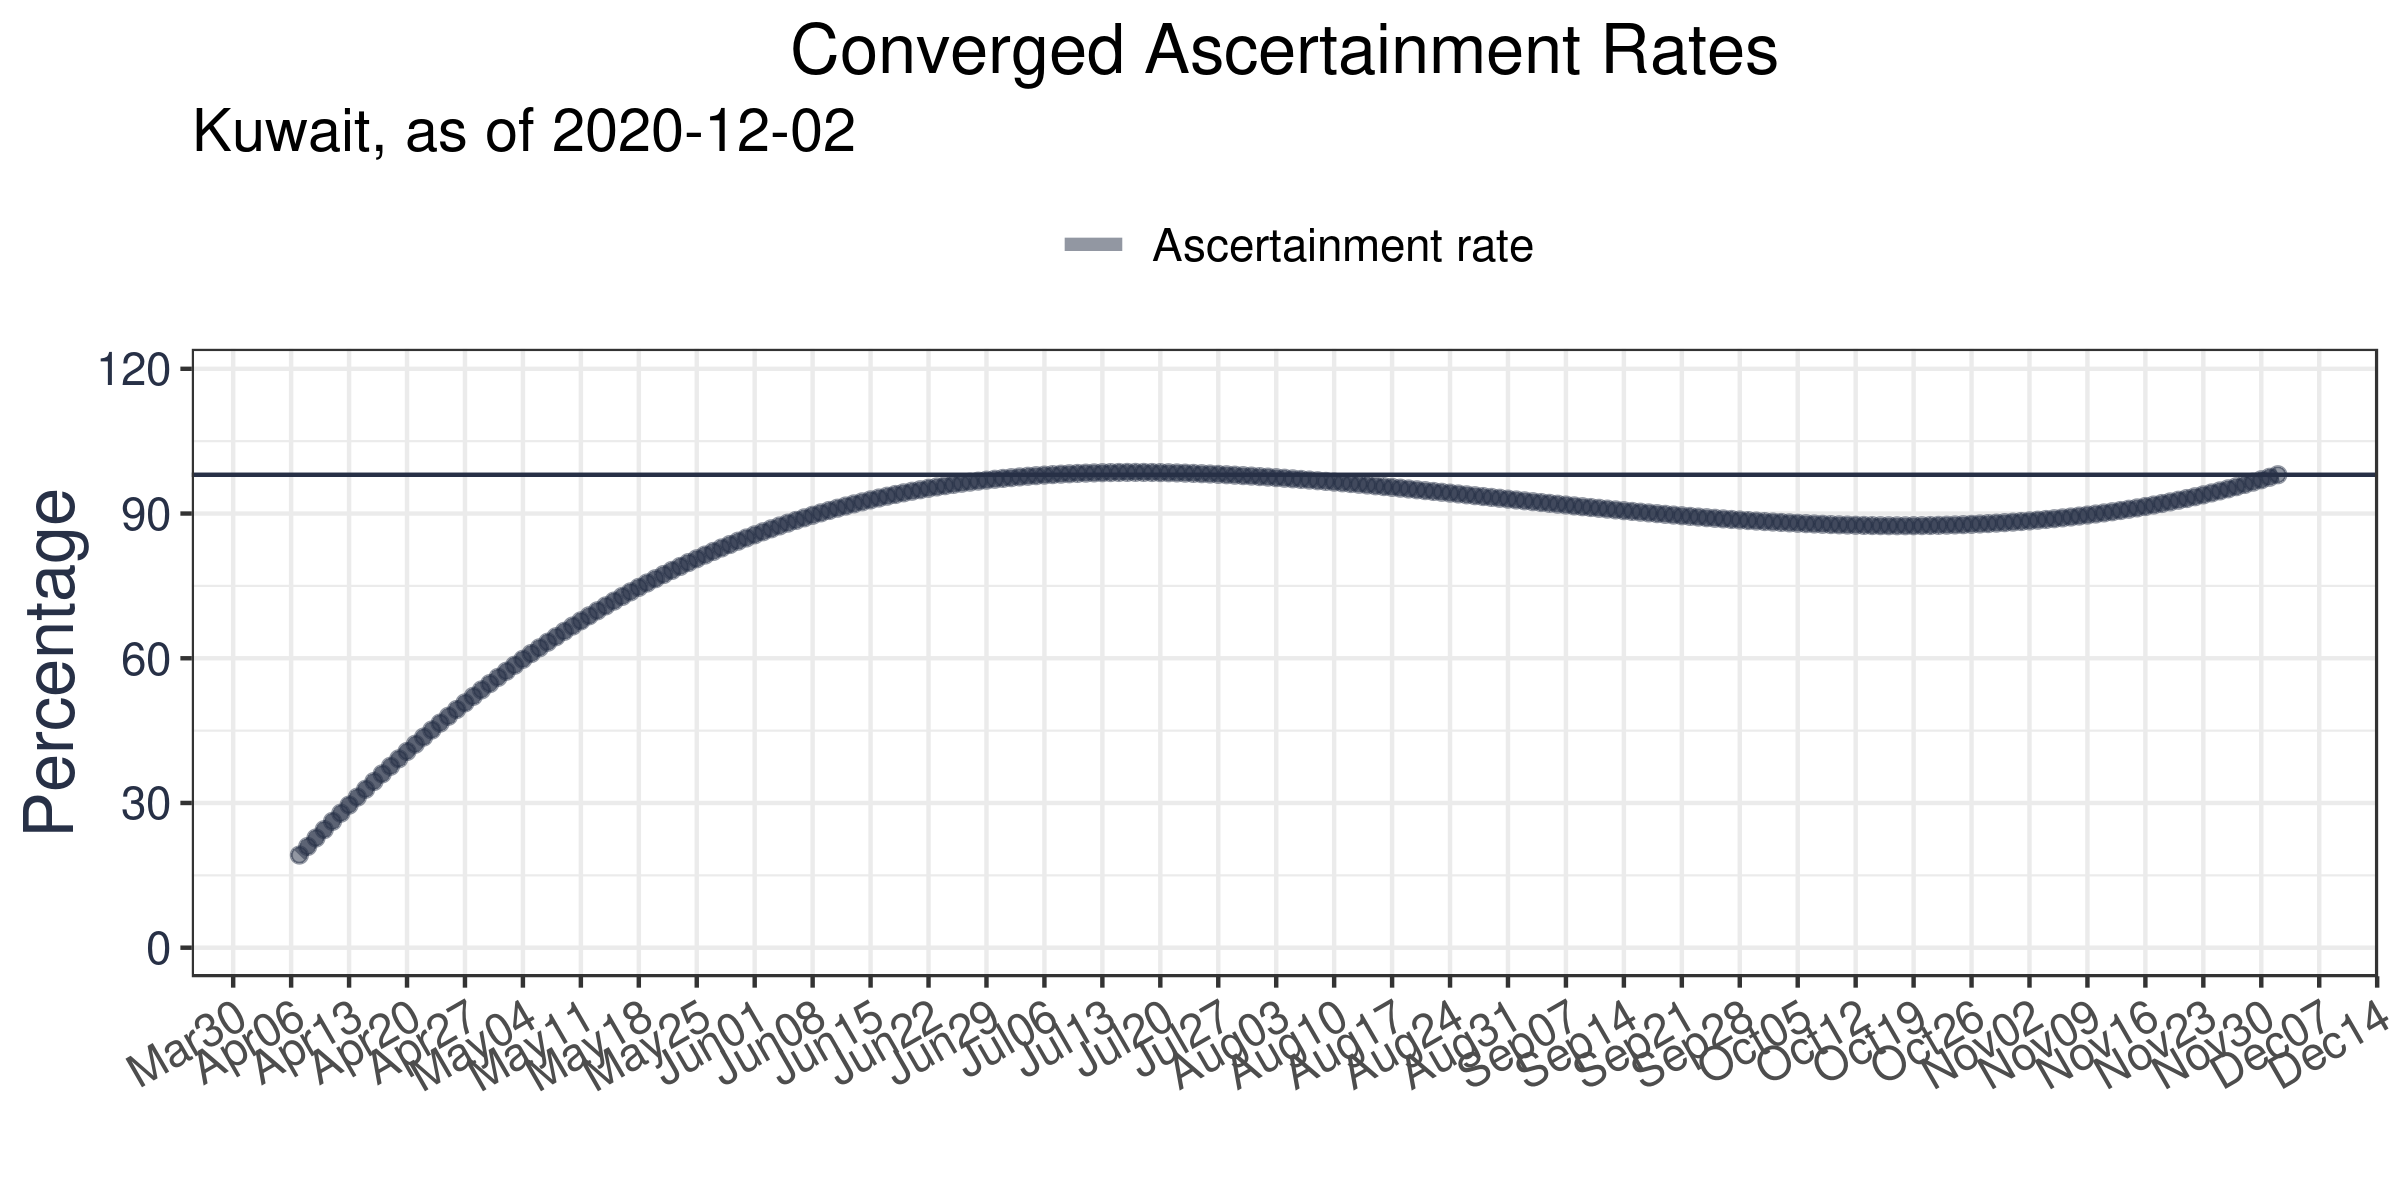 Converged Ascertainment Rates
Kuwait, as of 2020-12-02
Ascertainment rate
Percentage
120
90
60
30
0
Mar30 Apr06 Apr13 Apr20 Apr27 May04 May11 May18 May25 Jun01 Jun08 Jun15 Jun22 Jun29 Jul06 Jul13 Jul20 Jul27 Aug03 Aug10 Aug17 Aug24 Aug31 Sep07 Sep14 Sep21 Sep28 Oct05 Oct12 Oct19 Oct26 Nov02 Nov09 Nov16 Nov23 Nov30 Dec07 Dec14